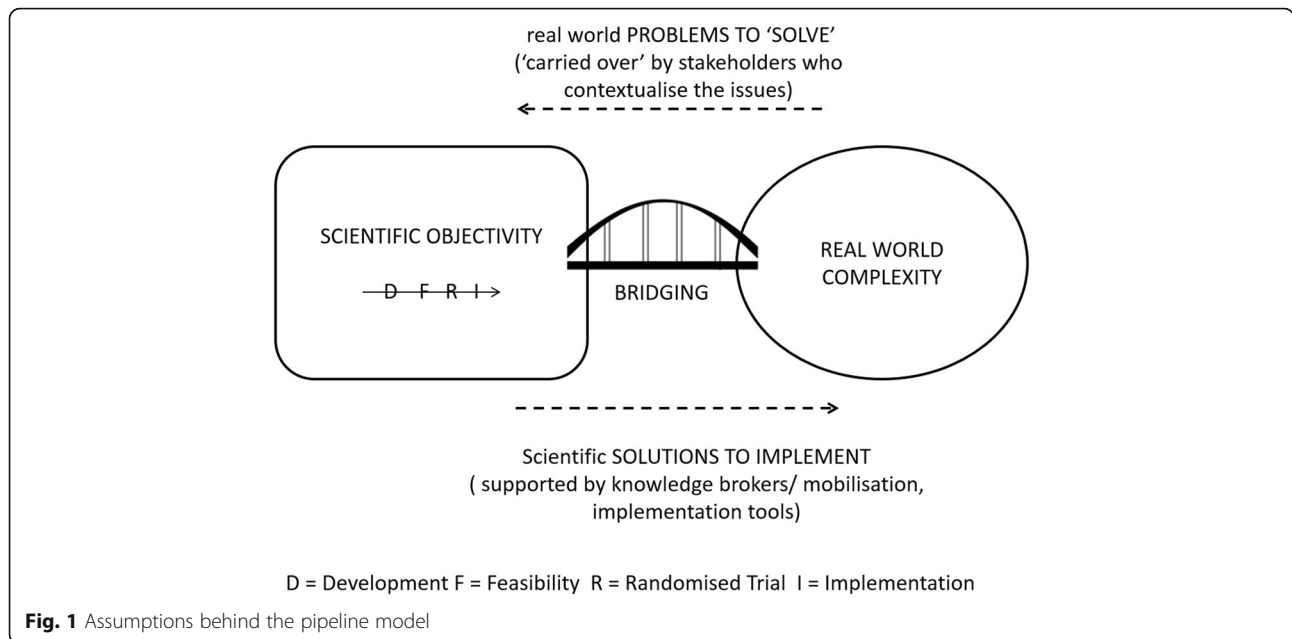 real world PROBLEMS TO ‘SOLVE’
(‘carried over’ by stakeholders who
contextualise the issues)
SCIENTIFIC OBJECTIVITY
D F R I
BRIDGING
REAL WORLD
COMPLEXITY
Scientific SOLUTIONS TO IMPLEMENT
( supported by knowledge brokers/ mobilisation,
implementation tools)
D = Development F = Feasibility R = Randomised Trial I = Implementation
Fig. 1 Assumptions behind the pipeline model